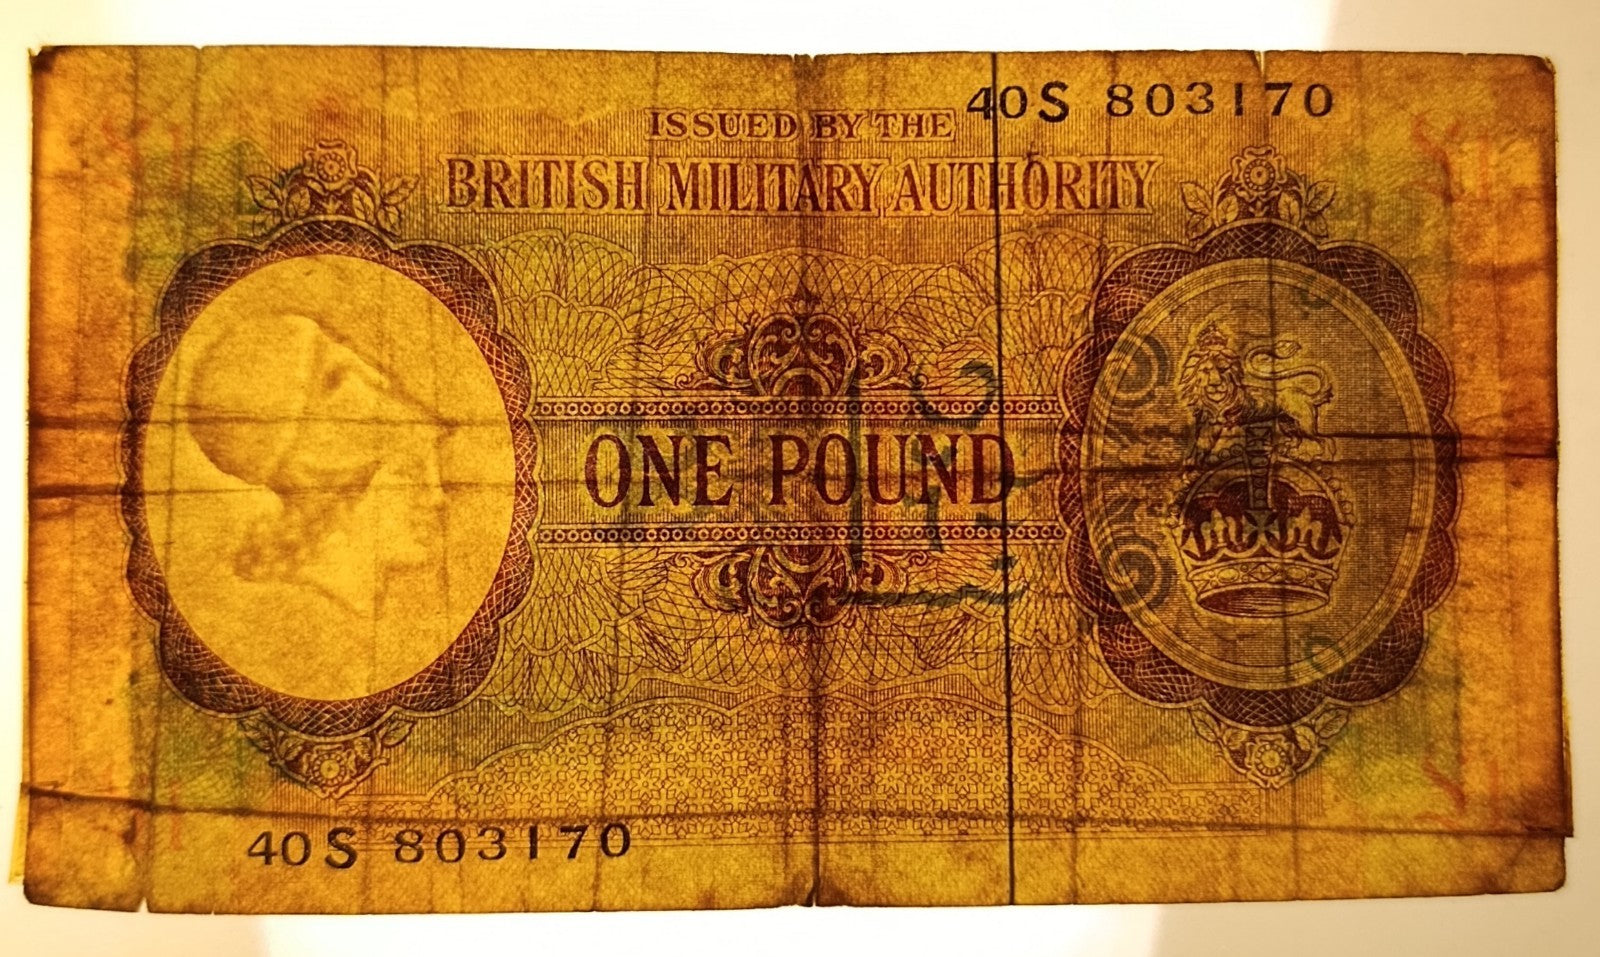 40S 803170
ISSUED BY THE
BRITISH MILITARY AUTHORITY
ONE POUND
40S 803170